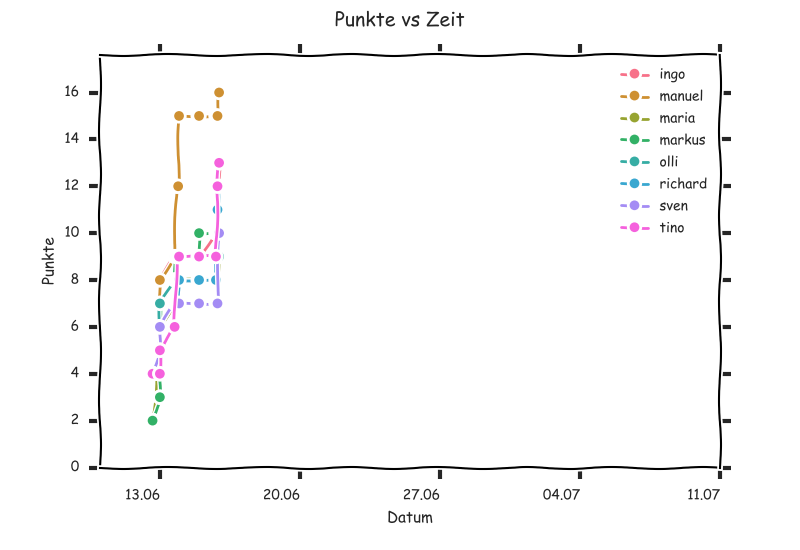 Punkte vs Zeit
ingo
manuel
maria
markus
olli
richard
sven
tino
16
14
12
10
8
6
4
2
0
Punkte
13.06 20.06 27.06 04.07 11.07
Datum